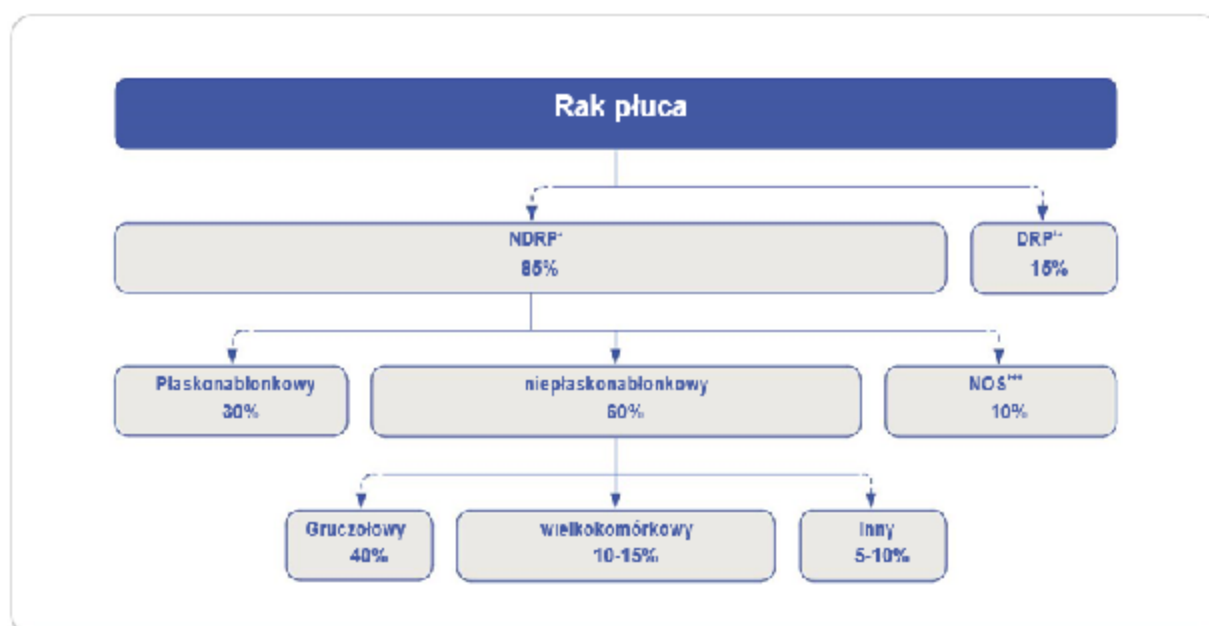 Rak płuca
NDRP*
85%
DRP**
15%
Płaskonabłonkowy
30%
niepłaskonabłonkowy
60%
NOS***
10%
Gruczołowy
40%
wielkokomórkowy
10-15%
Inny
5-10%